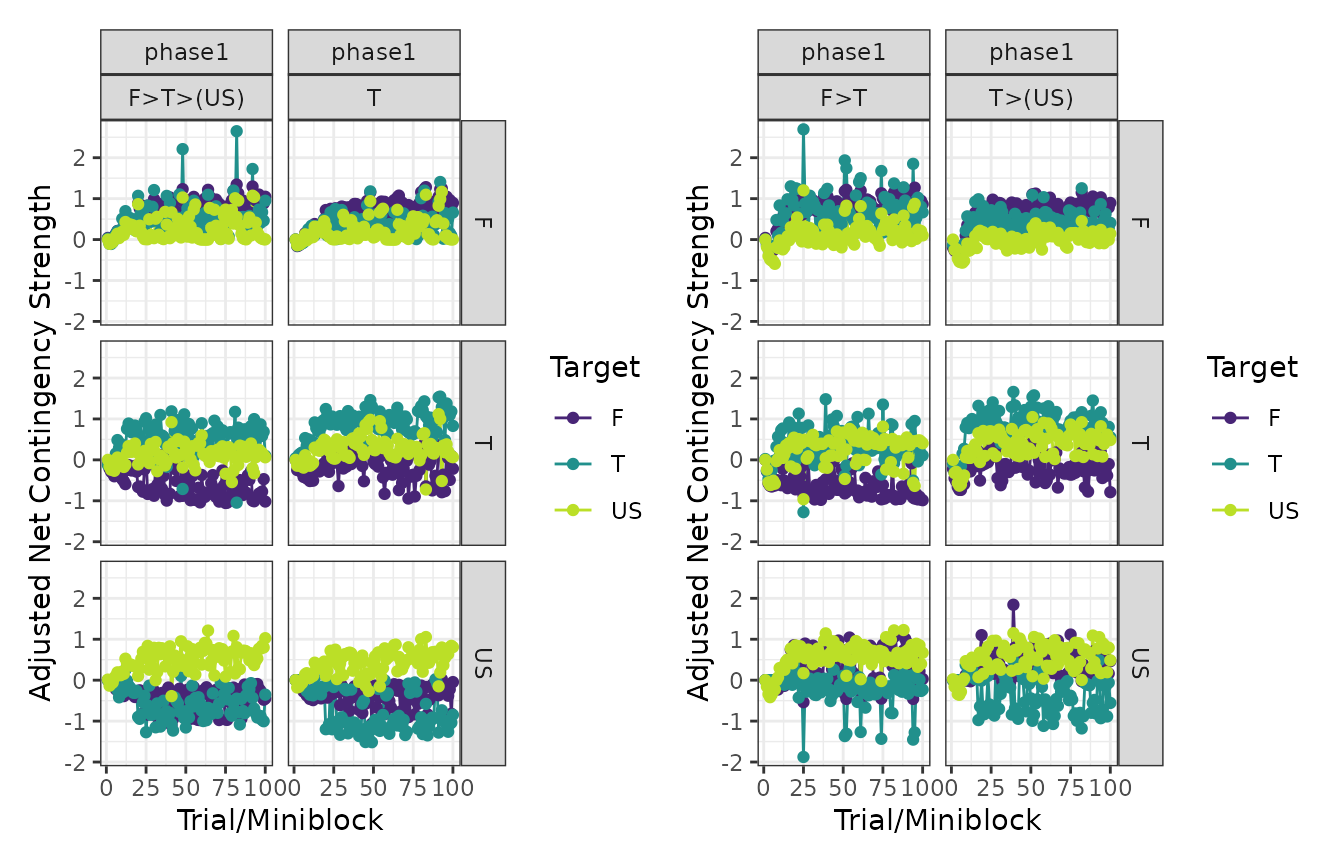 phase1 phase1
F>T>(US) T
2
1
0
-1
-2
F
2
1
0
-1
-2
T
2
1
0
-1
-2
US
0 25 50 75 100 0 25 50 75 100
Trial/Miniblock
Adjusted Net Contingency Strength
Target
F
T
US
phase1 phase1
F>T T>(US)
2
1
0
-1
-2
F
2
1
0
-1
-2
T
2
1
0
-1
-2
US
0 25 50 75 100 0 25 50 75 100
Trial/Miniblock
Adjusted Net Contingency Strength
Target
F
T
US